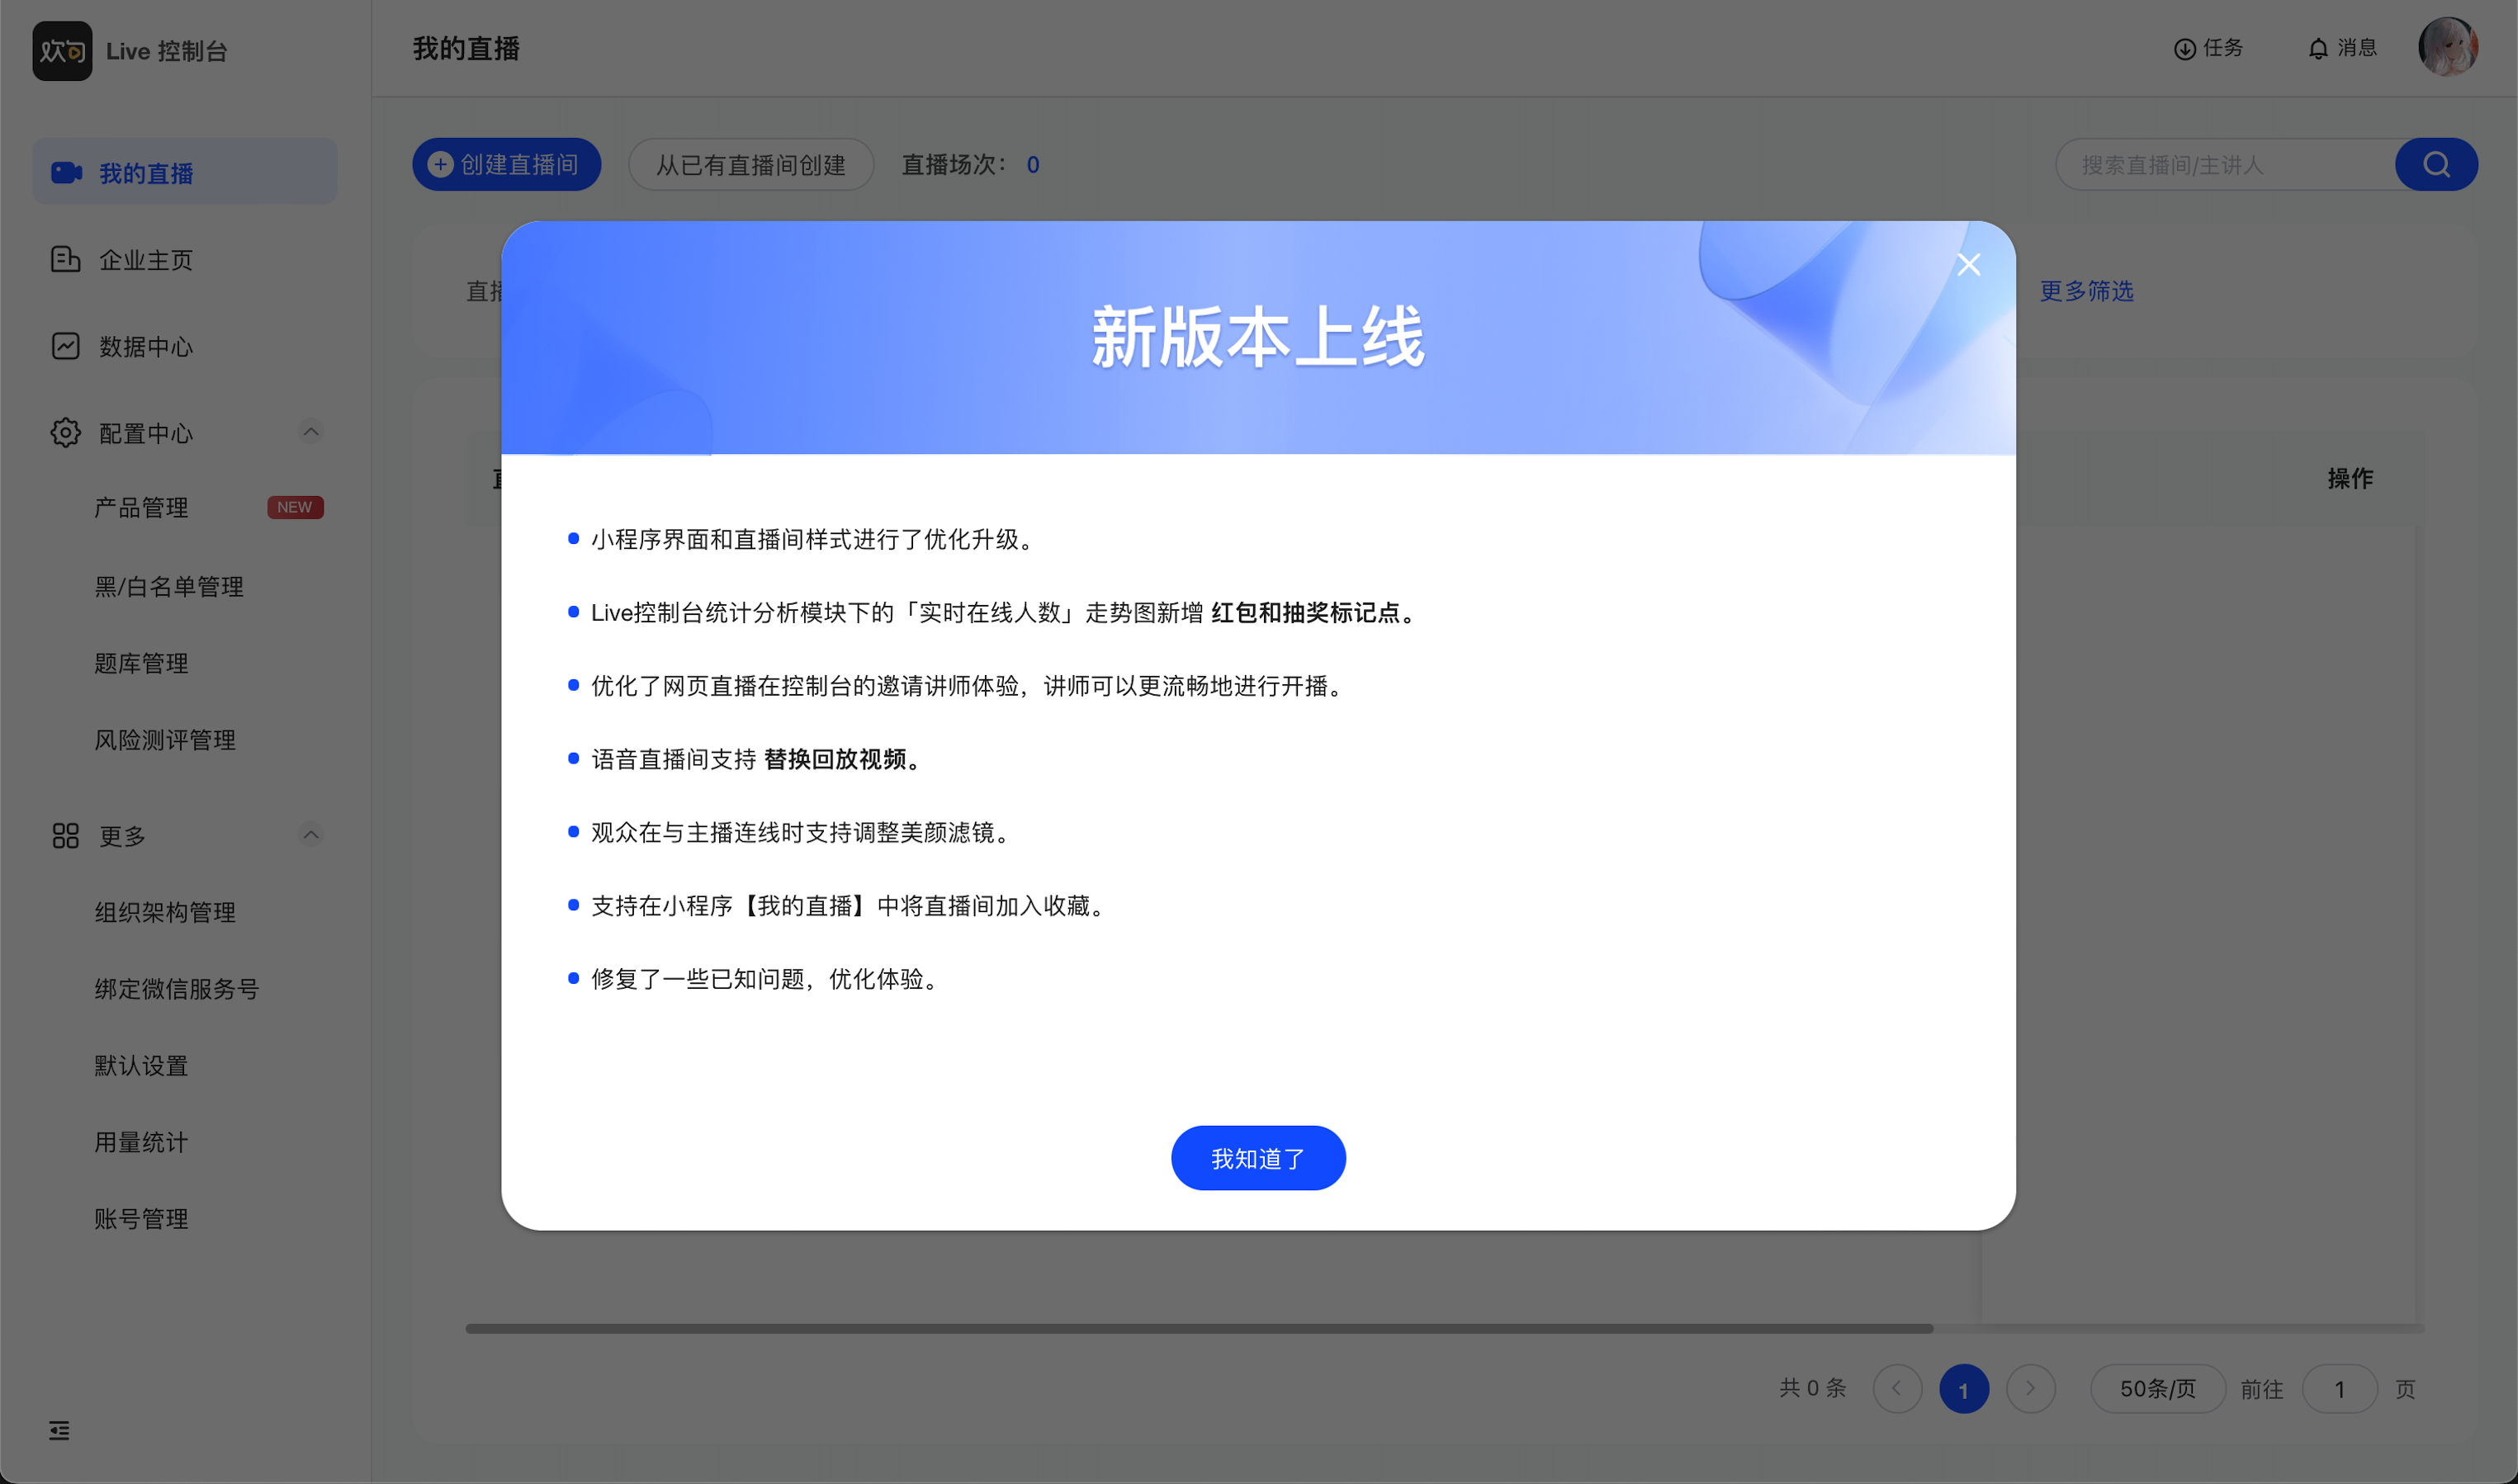 欢句 Live 控制台
我的直播
任务
消息
我的直播
企业主页
数据中心
配置中心
产品管理 NEW
黑/白名单管理
题库管理
风险测评管理
更多
组织架构管理
绑定微信服务号
默认设置
用量统计
账号管理
创建直播间
从已有直播间创建
直播场次： 0
搜索直播间/主讲人
直播
更多筛选
操作
新版本上线
小程序界面和直播间样式进行了优化升级。
Live控制台统计分析模块下的「实时在线人数」走势图新增 红包和抽奖标记点。
优化了网页直播在控制台的邀请讲师体验，讲师可以更流畅地进行开播。
语音直播间支持 替换回放视频。
观众在与主播连线时支持调整美颜滤镜。
支持在小程序【我的直播】中将直播间加入收藏。
修复了一些已知问题，优化体验。
我知道了
共 0 条
1
50条/页
前往 1 页